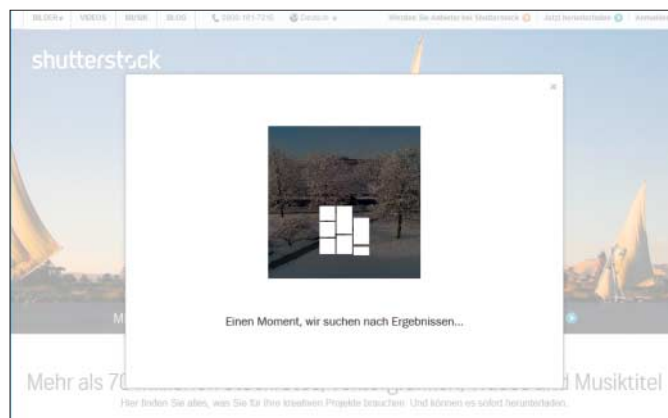 BILDER VIDEOS MUSIK BLOG 0800-181-7216 Deutsch Werden Sie Anbieter bei Shutterstock Jetzt herunterladen Anmelden
shutterstock
×
Einen Moment, wir suchen nach Ergebnissen...
M
Mehr als 70 Musiktitel
Hier finden Sie alles, was Sie für Ihre kreativen Projekte brauchen. Und können es sofort herunterladen.